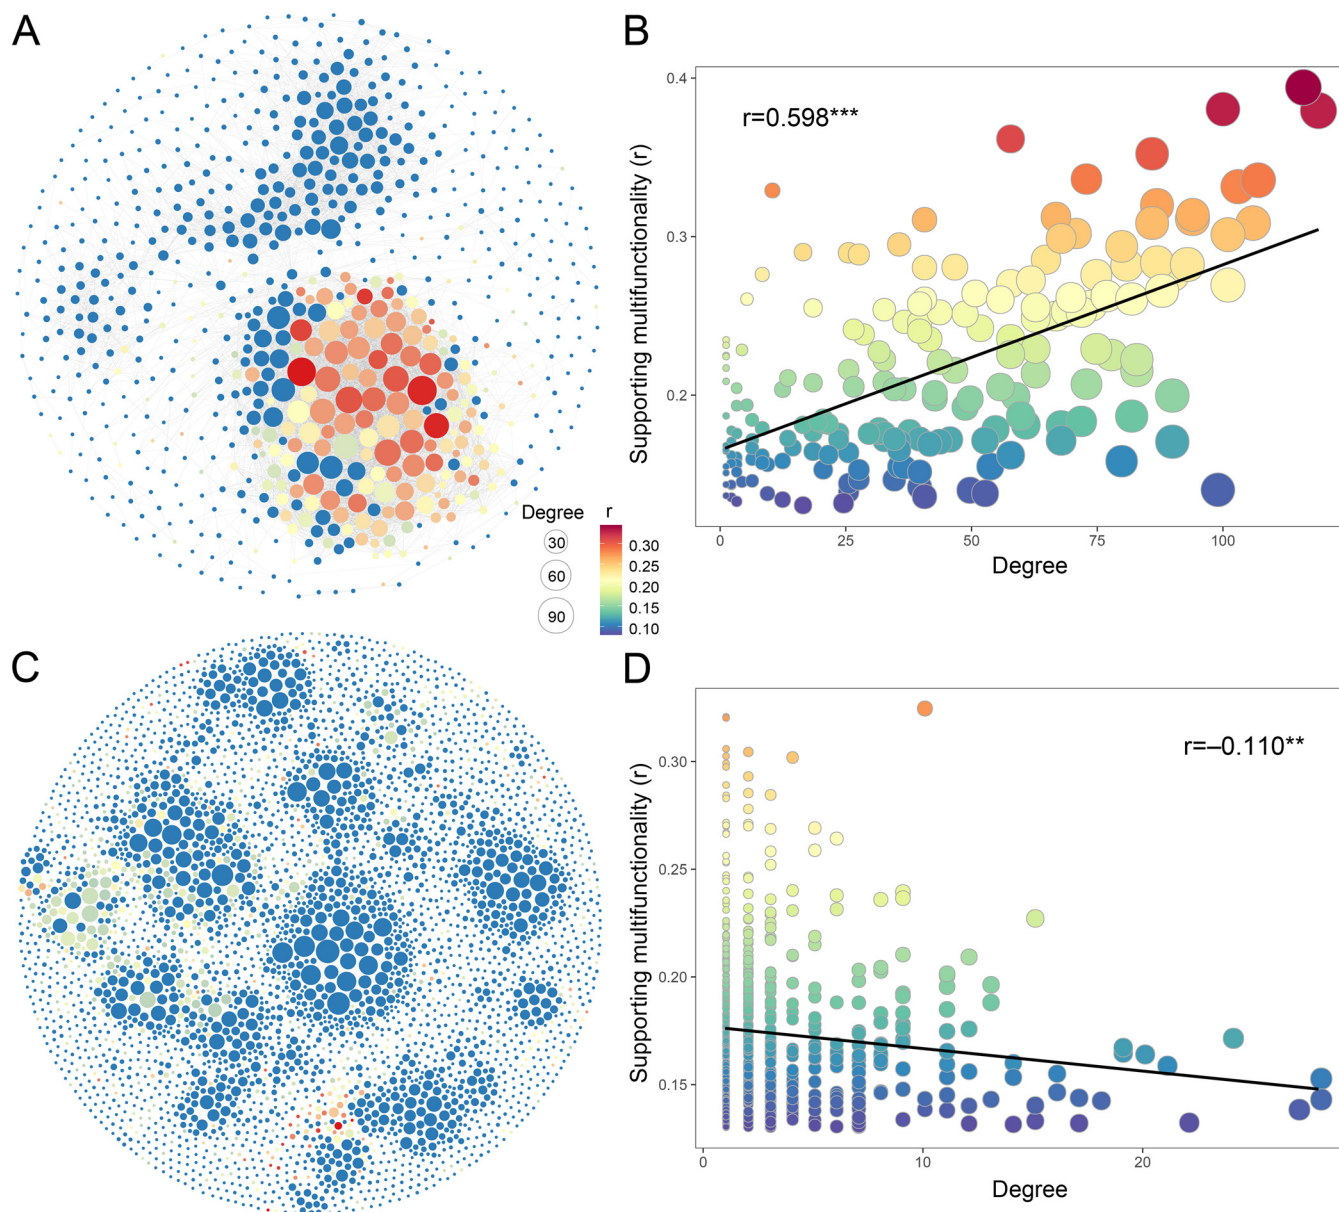 A
Degree
30
60
90
r
0.30
0.25
0.20
0.15
0.10
B
r=0.598***
Supporting multifunctionality (r)
0.4
0.3
0.2
0
25
50
75
100
Degree
C
D
r=–0.110**
Supporting multifunctionality (r)
0.30
0.25
0.20
0.15
0
10
20
Degree